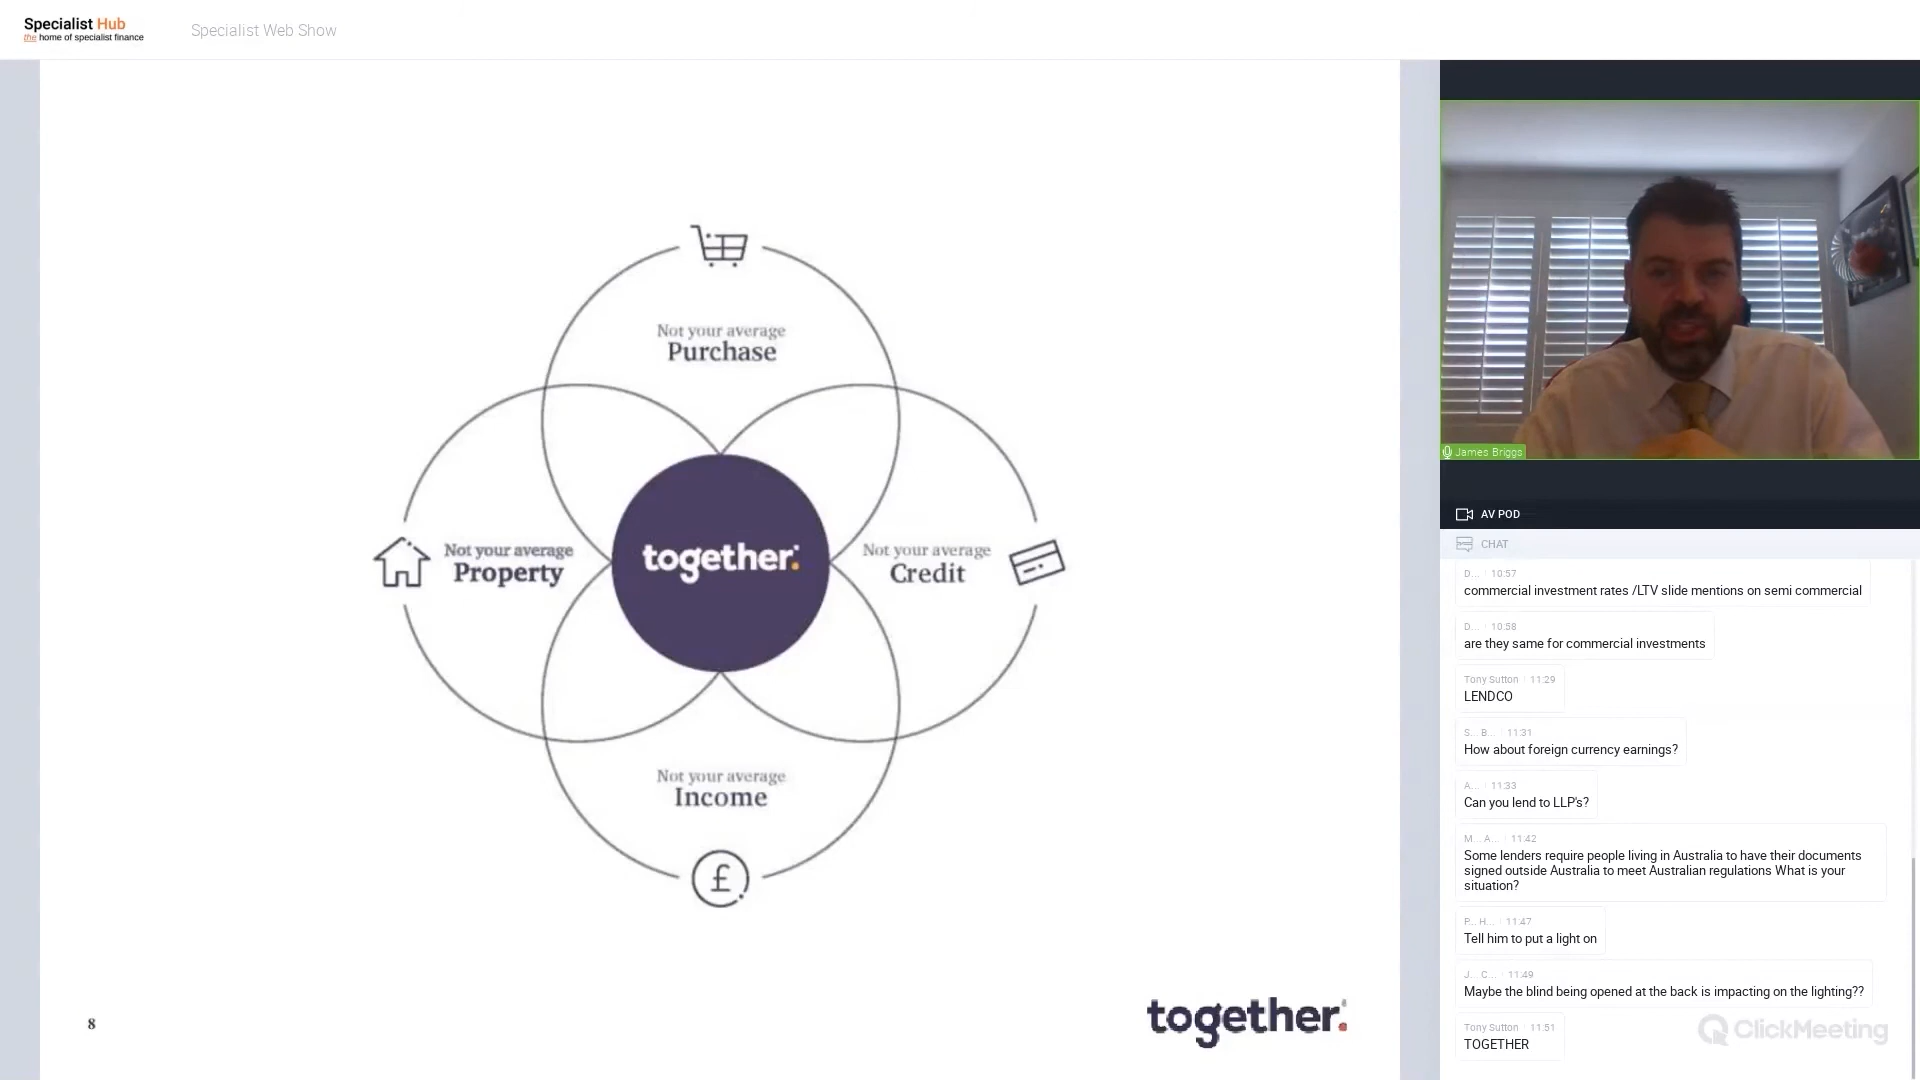 Specialist Hub
the home of specialist finance
Specialist Web Show
Not your average
Purchase
Not your average
Property
together.
Not your average
Credit
Not your average
Income
£
8
together.
James Briggs
AV POD
CHAT
D... 10:57
commercial investment rates /LTV slide mentions on semi commercial
D... 10:58
are they same for commercial investments
Tony Sutton 11:29
LENDCO
S... B... 11:31
How about foreign currency earnings?
A... 11:33
Can you lend to LLP's?
M... A... 11:42
Some lenders require people living in Australia to have their documents
signed outside Australia to meet Australian regulations What is your
situation?
P... H... 11:47
Tell him to put a light on
J... C... 11:49
Maybe the blind being opened at the back is impacting on the lighting??
Tony Sutton 11:51
TOGETHER
ClickMeeting